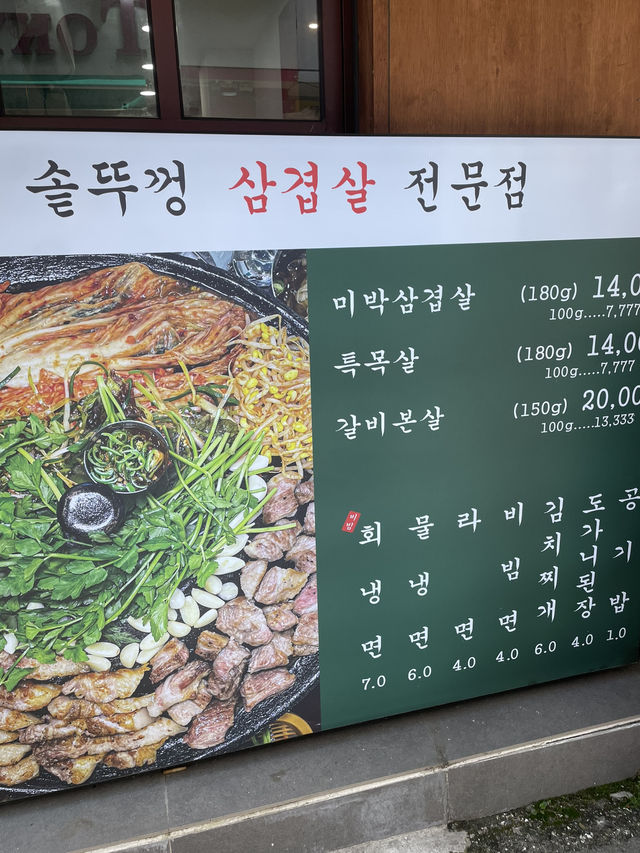 솥뚜껑 삼겹살 전문점
미박삼겹살 (180g) 14,0
100g.....7,777
특목살 (180g) 14,00
100g.....7,777
갈비본살 (150g) 20,00
100g.....13,333
비빔 회냉면 7.0
물냉면 6.0
라면 4.0
비빔면 4.0
김치찌개 6.0
도가니된장 4.0
공기밥 1.0